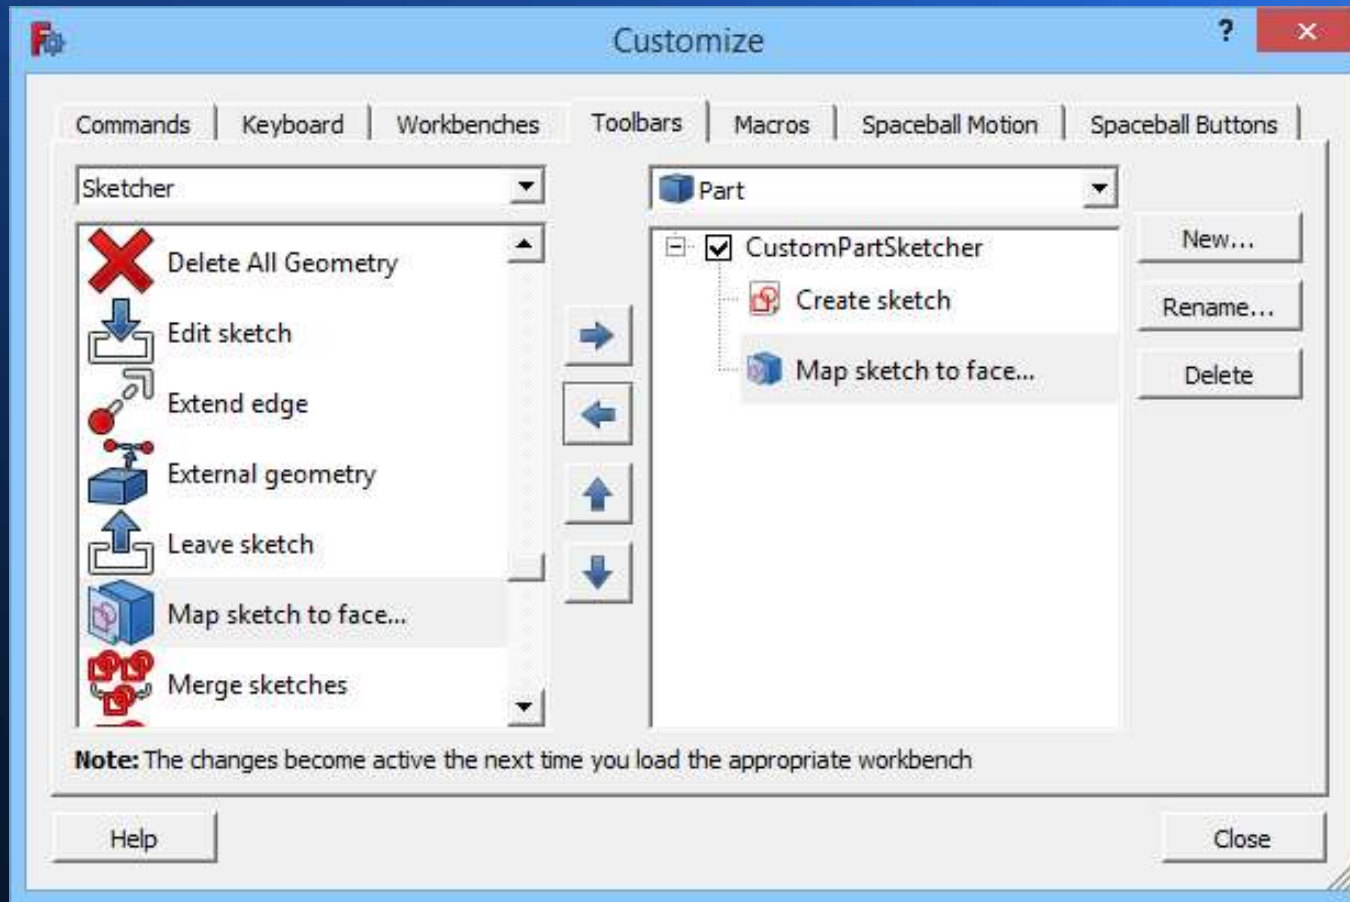 Customize
?
Commands
Keyboard
Workbenches
Toolbars
Macros
Spaceball Motion
Spaceball Buttons
Sketcher
Part
Delete All Geometry
Edit sketch
Extend edge
External geometry
Leave sketch
Map sketch to face...
Merge sketches
CustomPartSketcher
Create sketch
Map sketch to face...
New...
Rename...
Delete
Note: The changes become active the next time you load the appropriate workbench
Help
Close